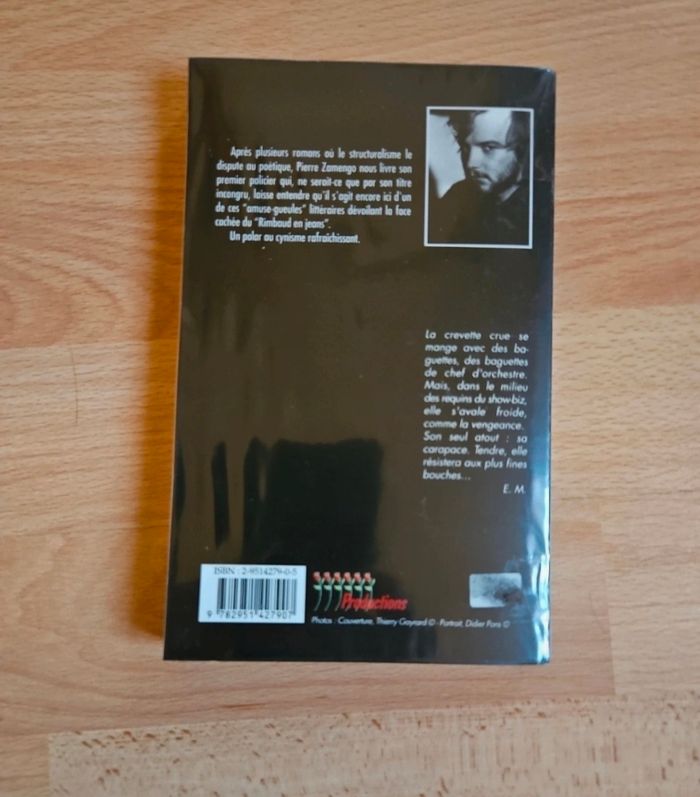 Après plusieurs romans où le structuralisme le
dispute au poétique, Pierre Zamengo nous livre son
premier policier qui, ne serait-ce que par son titre
incongru, laisse entendre qu'il s'agit encore ici d'un
de ces "amuse-gueules" littéraires dévoilant la face
cachée du "Rimbaud en jeans".
Un polar au cynisme rafraichissant.
La crevette crue se
mange avec des ba-
guettes, des baguettes
de chef d'orchestre.
Mais, dans le milieu
des requins du show-biz,
elle s'avale froide,
comme la vengeance.
Son seul atout : sa
carapace. Tendre, elle
résistera aux plus fines
bouches...
E. M.
ISBN : 2-9514279-0-5
9 782951 427907
Productions
Photos : Couverture, Thierry Gayrard © - Portrait, Didier Pons ©